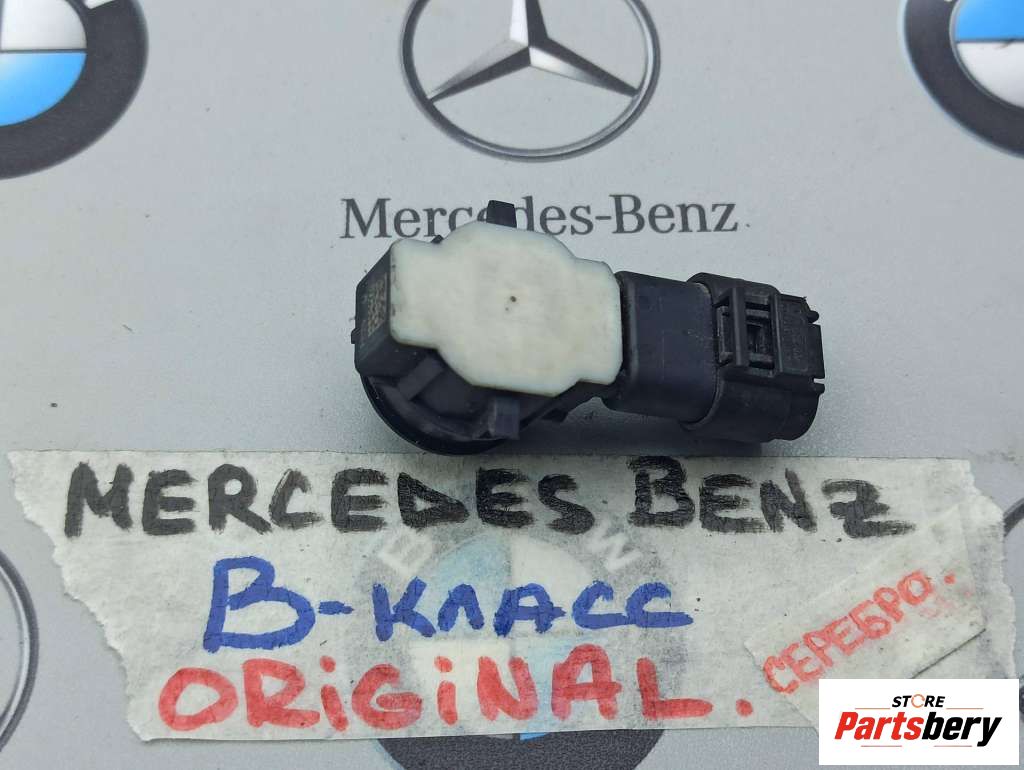 Mercedes-Benz
MERCEDES BENZ
B-КЛАСС
ORIGINAL.
СЕРЕБРО.
STORE
Partsbery